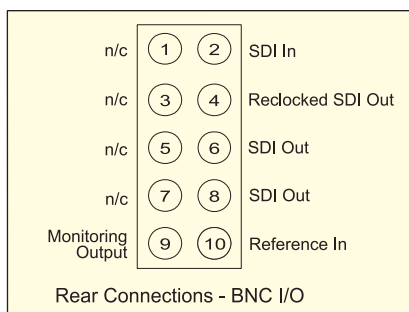 n/c 1 2 SDI In
n/c 3 4 Reclocked SDI Out
n/c 5 6 SDI Out
n/c 7 8 SDI Out
Monitoring
Output 9 10 Reference In
Rear Connections - BNC I/O